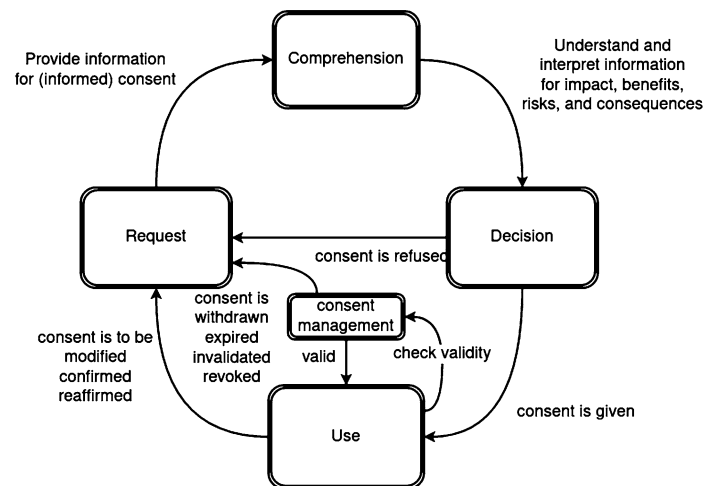 Provide information
for (informed) consent
Comprehension
Understand and
interpret information
for impact, benefits,
risks, and consequences
Request
Decision
consent is refused
consent is
withdrawn
expired
invalidated
revoked
consent
management
valid
check validity
consent is to be
modified
confirmed
reaffirmed
consent is given
Use